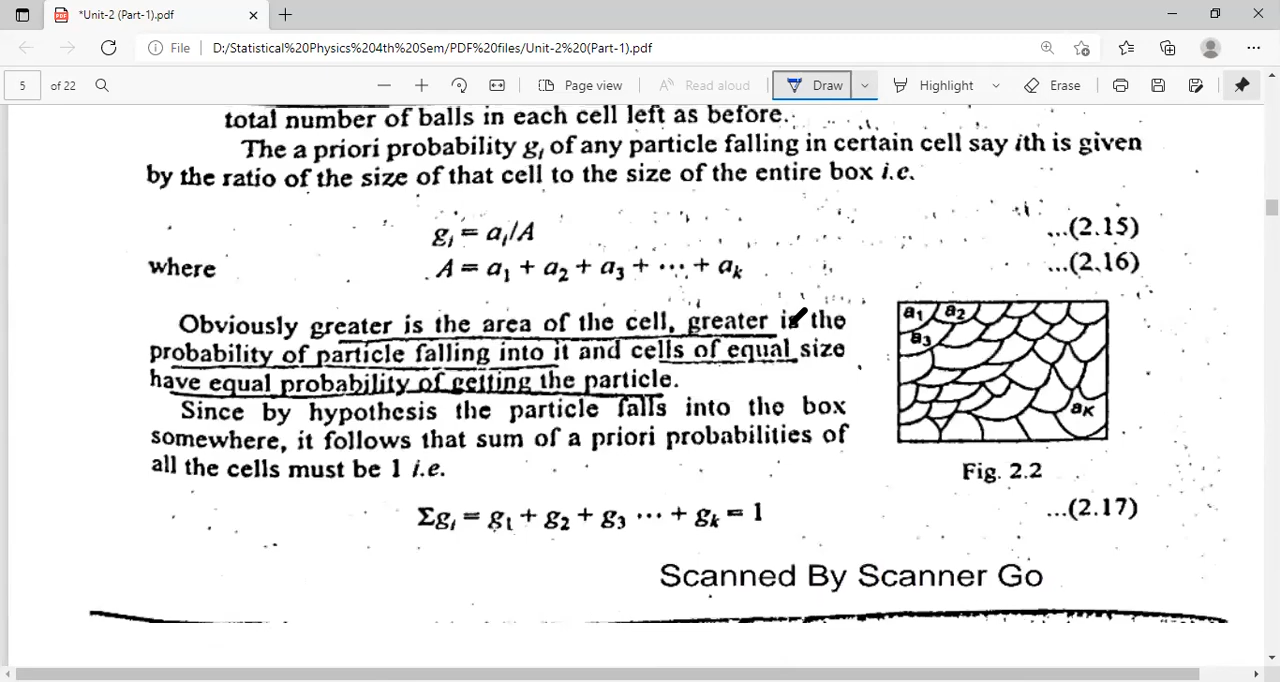 *Unit-2 (Part-1).pdf
File D:/Statistical%20Physics%204th%20Sem/PDF%20files/Unit-2%20(Part-1).pdf
5 of 22 Page view Read aloud Draw Highlight Erase
total number of balls in each cell left as before.
The a priori probability gᵢ of any particle falling in certain cell say ith is given
by the ratio of the size of that cell to the size of the entire box i.e.
gᵢ = aᵢ/A ...(2.15)
where A = a₁ + a₂ + a₃ + ... + aₖ ...(2.16)
Obviously greater is the area of the cell, greater is the
probability of particle falling into it and cells of equal size
have equal probability of getting the particle.
Since by hypothesis the particle falls into the box
somewhere, it follows that sum of a priori probabilities of
all the cells must be 1 i.e.
a₁ a₂
a₃
aK
Fig. 2.2
Σgᵢ = g₁ + g₂ + g₃ ... + gₖ = 1 ...(2.17)
Scanned By Scanner Go